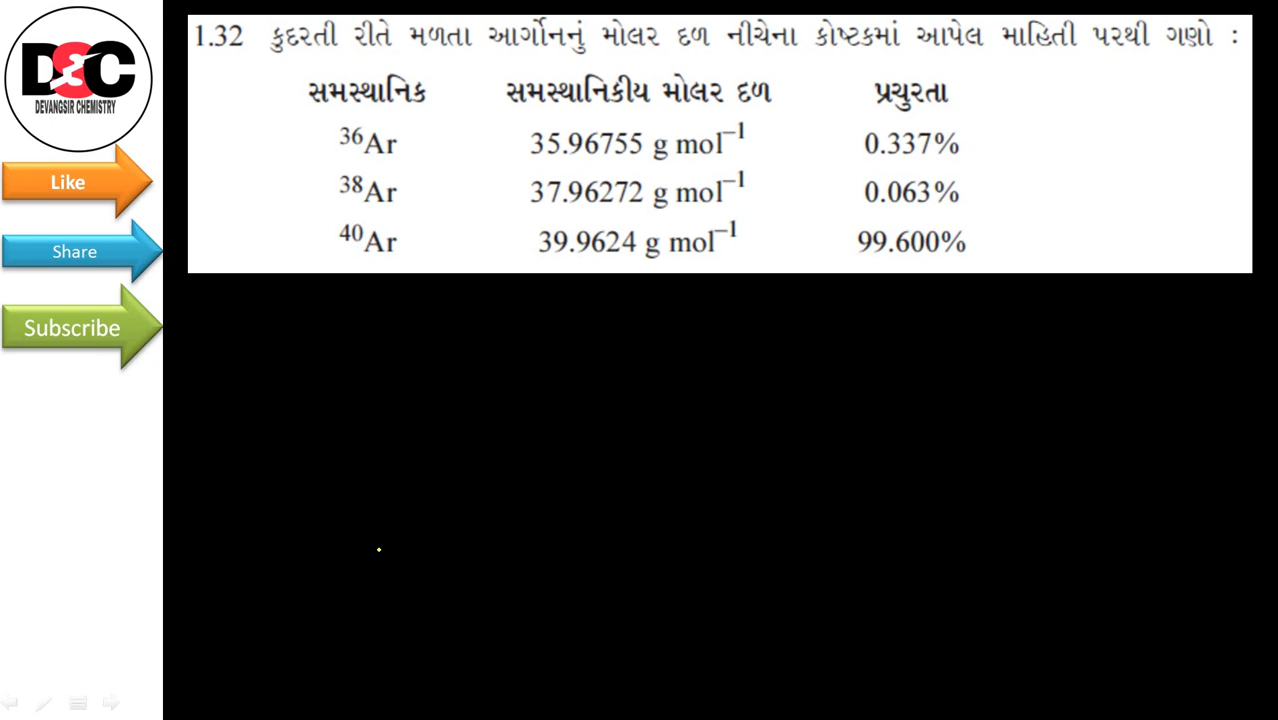 DSC
DEVANGSIR CHEMISTRY
Like
Share
Subscribe
1.32 કુદરતી રીતે મળતા આર્ગોનનું મોલર દળ નીચેના કોષ્ટકમાં આપેલ માહિતી પરથી ગણો :
સમસ્થાનિક સમસ્થાનિકીય મોલર દળ પ્રચુરતા
³⁶Ar 35.96755 g mol⁻¹ 0.337%
³⁸Ar 37.96272 g mol⁻¹ 0.063%
⁴⁰Ar 39.9624 g mol⁻¹ 99.600%